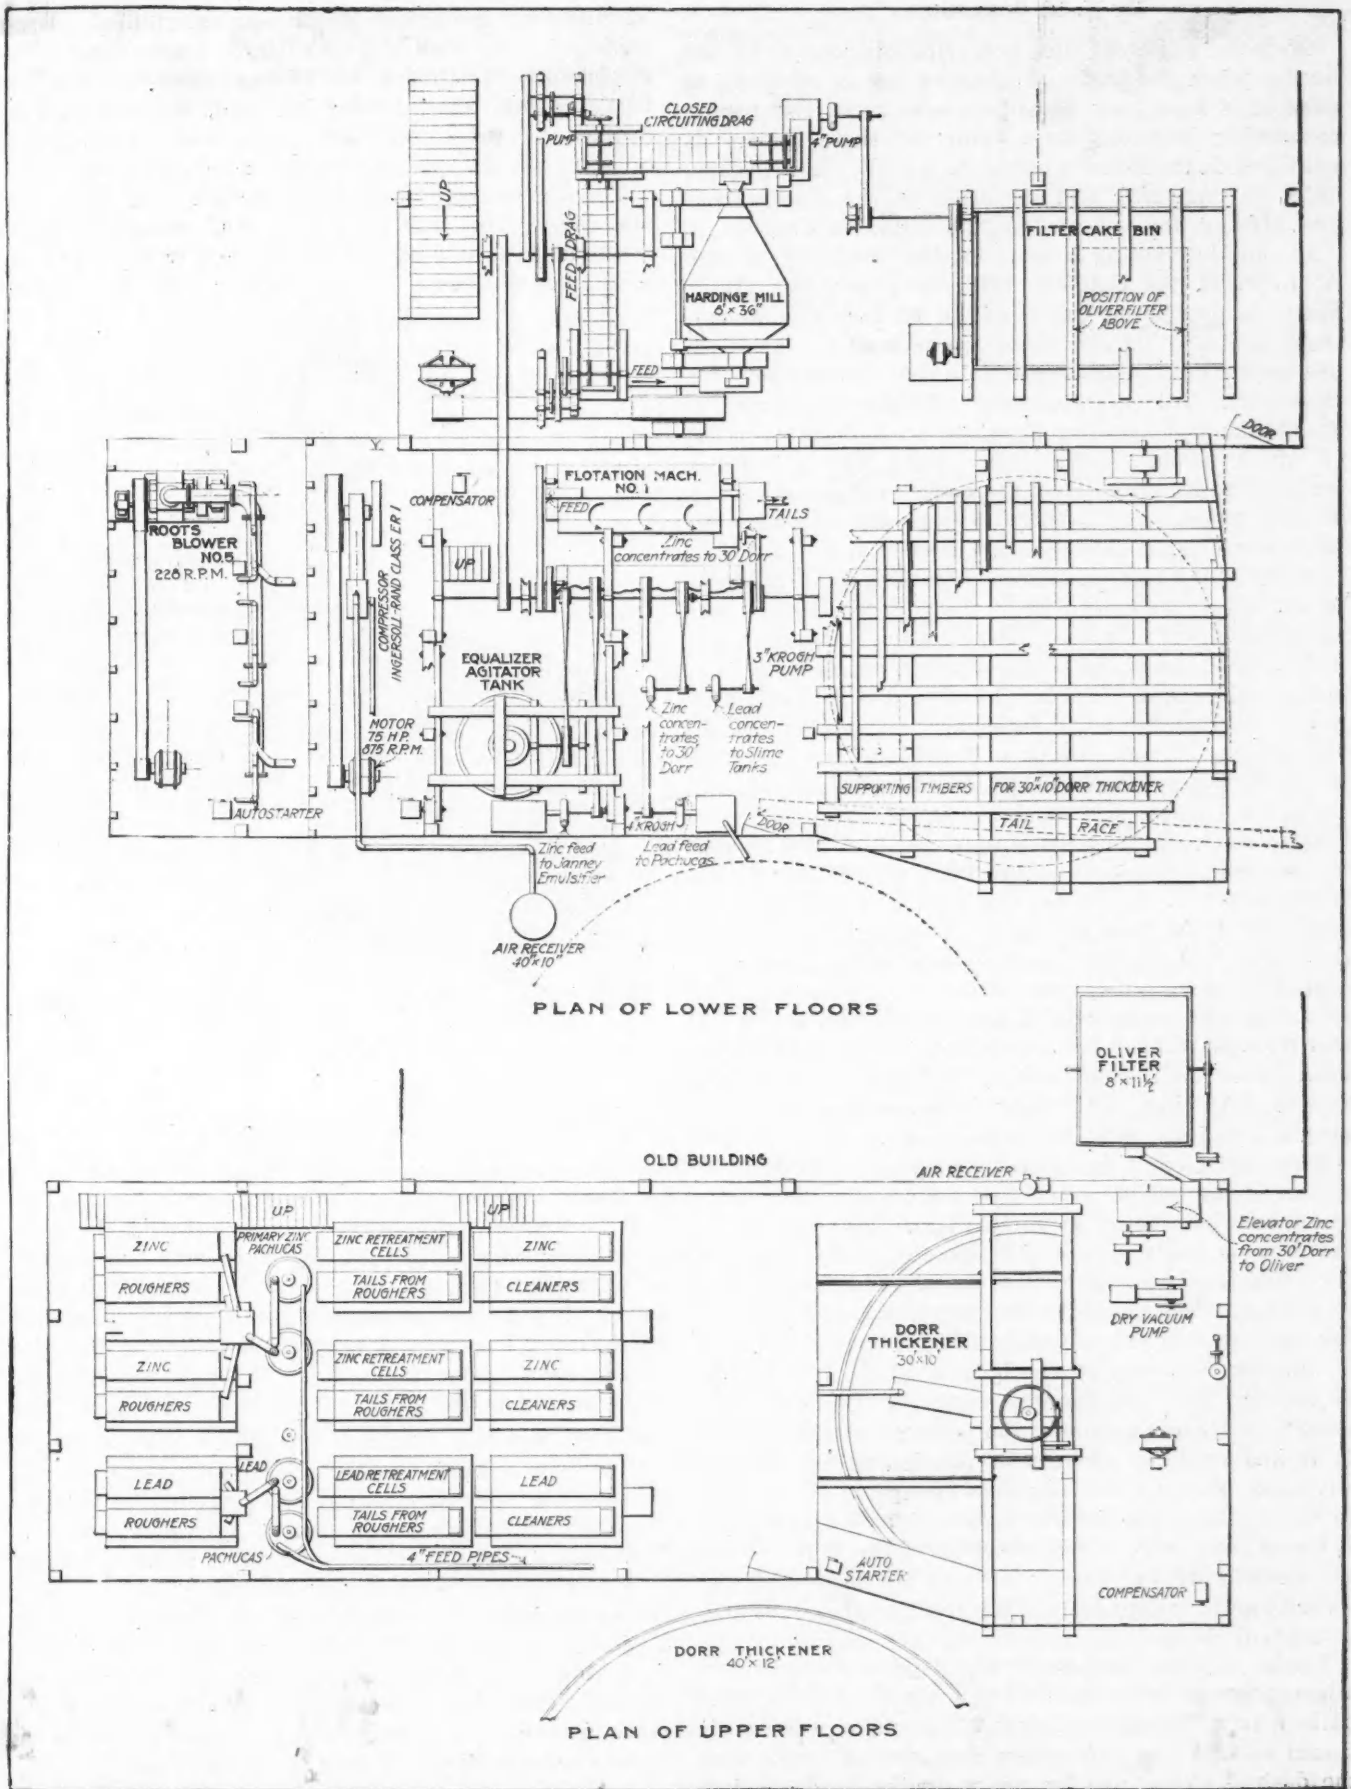 CLOSED
CIRCUITING DRAG
PUMP
4" PUMP
UP
FEED DRAG
FILTER CAKE BIN
HARDINGE MILL
8' × 36"
POSITION OF
OLIVER FILTER
ABOVE
FEED
DOOR
FLOTATION MACH.
NO. 1
COMPENSATOR
FEED
TAILS
ROOTS
BLOWER
NO. 5
228 R.P.M.
COMPRESSOR
INGERSOLL-RAND CLASS ER 1
UP
Zinc
concentrates to 30' Dorr
EQUALIZER
AGITATOR
TANK
3" KROGH
PUMP
MOTOR
75 H.P.
875 R.P.M.
Zinc
concen-
trates
to 30'
Dorr
Lead
concen-
trates
to Slime
Tanks
SUPPORTING TIMBERS FOR 30"×10" DORR THICKENER
AUTOSTARTER
4" KROGH
DOOR
TAIL RACE
Zinc feed
to Janney
Emulsifier
Lead feed
to Pachucas
AIR RECEIVER
40"×10"
PLAN OF LOWER FLOORS
OLIVER
FILTER
8' × 11½'
OLD BUILDING
AIR RECEIVER
UP
UP
Elevator Zinc
concentrates
from 30' Dorr
to Oliver
ZINC
PRIMARY ZINC
PACHUCAS
ZINC RETREATMENT
CELLS
ZINC
ROUGHERS
TAILS FROM
ROUGHERS
CLEANERS
DRY VACUUM
PUMP
DORR
THICKENER
30'×10'
ZINC
ZINC RETREATMENT
CELLS
ZINC
ROUGHERS
TAILS FROM
ROUGHERS
CLEANERS
LEAD
LEAD
LEAD RETREATMENT
CELLS
LEAD
ROUGHERS
TAILS FROM
ROUGHERS
CLEANERS
PACHUCAS
4" FEED PIPES
AUTO
STARTER
COMPENSATOR
DORR THICKENER
40' × 12'
PLAN OF UPPER FLOORS